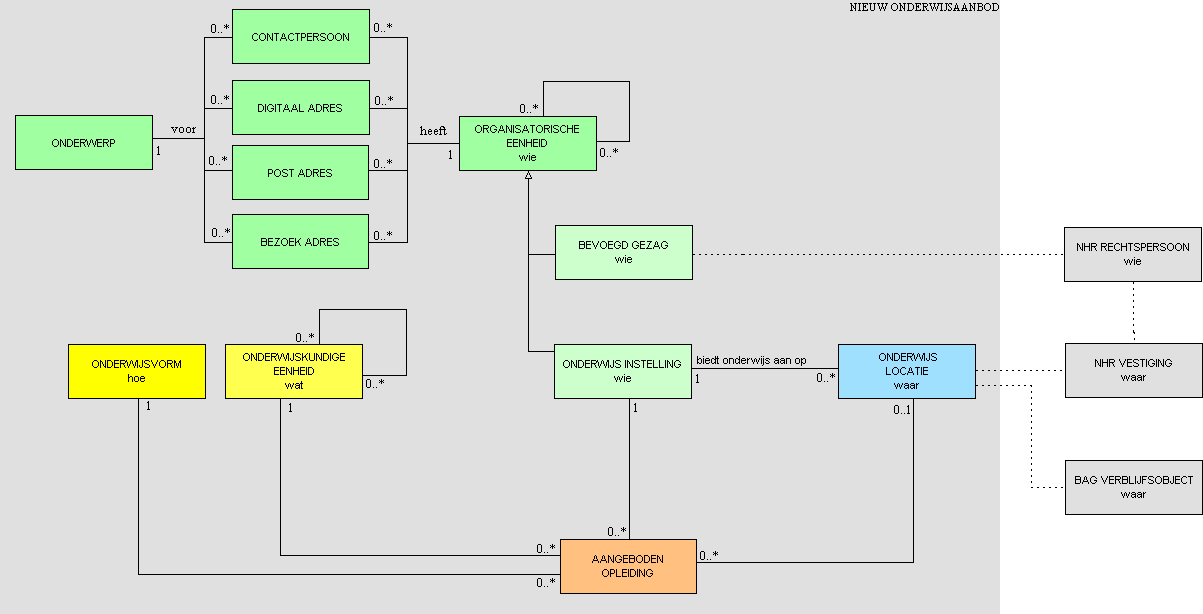 NIEUW ONDERWIJSAANBOD
0..*
CONTACTPERSOON
0..*
0..*
DIGITAAL ADRES
0..*
0..*
ONDERWERP
voor
1
heeft
1
ORGANISATORISCHE
EENHEID
wie
0..*
0..*
POST ADRES
0..*
0..*
BEZOEK ADRES
0..*
BEVOEGD GEZAG
wie
NHR RECHTSPERSOON
wie
0..*
ONDERWIJSVORM
hoe
ONDERWIJSKUNDIGE
EENHEID
wat
0..*
ONDERWIJS INSTELLING
wie
biedt onderwijs aan op
1
0..*
ONDERWIJS
LOCATIE
waar
NHR VESTIGING
waar
1
1
1
0..1
BAG VERBLIJFSOBJECT
waar
0..*
0..*
0..*
0..*
AANGEBODEN
OPLEIDING